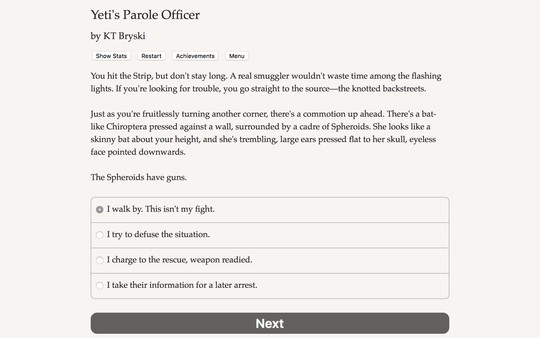 Yeti's Parole Officer
by KT Bryski
Show Stats Restart Achievements Menu
You hit the Strip, but don't stay long. A real smuggler wouldn't waste time among the flashing
lights. If you're looking for trouble, you go straight to the source—the knotted backstreets.
Just as you're fruitlessly turning another corner, there's a commotion up ahead. There's a bat-
like Chiroptera pressed against a wall, surrounded by a cadre of Spheroids. She looks like a
skinny bat about your height, and she's trembling, large ears pressed flat to her skull, eyeless
face pointed downwards.
The Spheroids have guns.
I walk by. This isn't my fight.
I try to defuse the situation.
I charge to the rescue, weapon readied.
I take their information for a later arrest.
Next